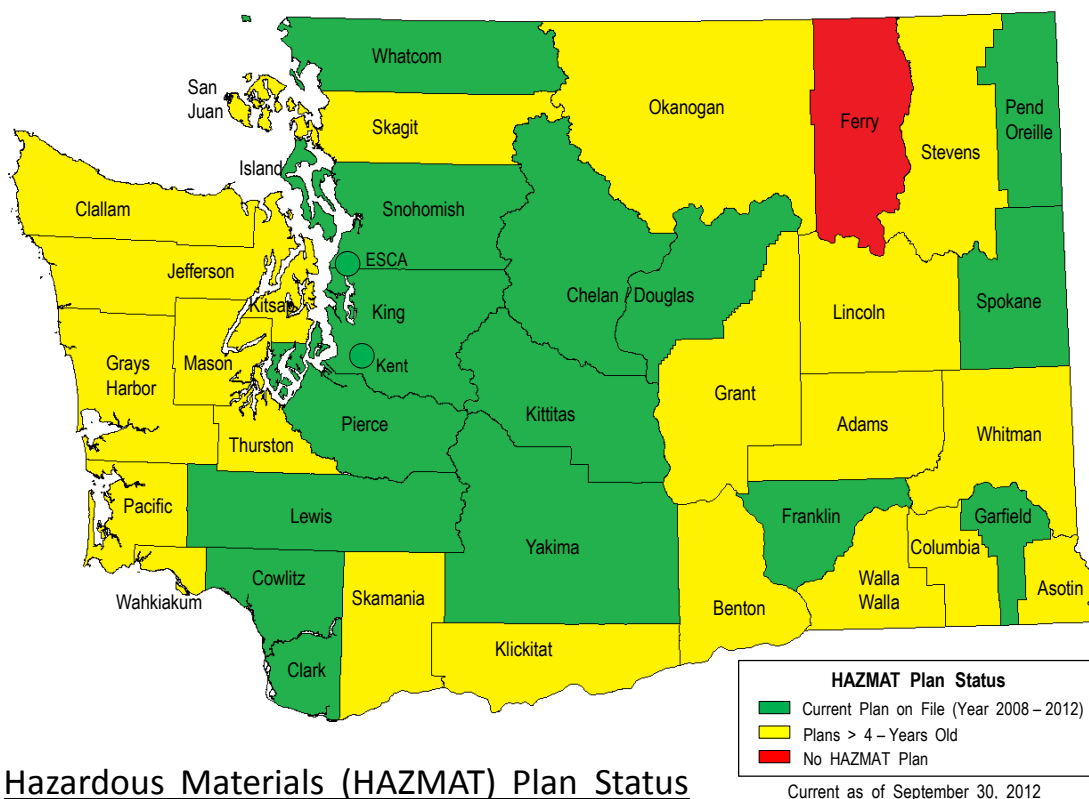 Whatcom
San
Juan
Skagit
Okanogan
Ferry
Stevens
Pend
Oreille
Island
Snohomish
Clallam
ESCA
Jefferson
Kitsap
King
Chelan
Douglas
Lincoln
Spokane
Grays
Harbor
Mason
Kent
Grant
Pierce
Kittitas
Adams
Whitman
Thurston
Pacific
Lewis
Yakima
Franklin
Garfield
Columbia
Cowlitz
Wahkiakum
Skamania
Benton
Walla
Walla
Asotin
Klickitat
Clark
HAZMAT Plan Status
Current Plan on File (Year 2008 – 2012)
Plans > 4 – Years Old
No HAZMAT Plan
Hazardous Materials (HAZMAT) Plan Status
Current as of September 30, 2012